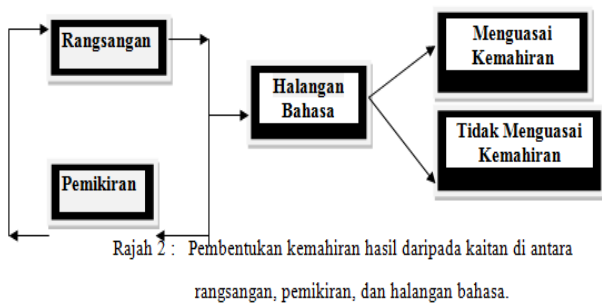 Rangsangan
Pemikiran
Halangan
Bahasa
Menguasai
Kemahiran
Tidak Menguasai
Kemahiran
Rajah 2 : Pembentukan kemahiran hasil daripada kaitan di antara
rangsangan, pemikiran, dan halangan bahasa.